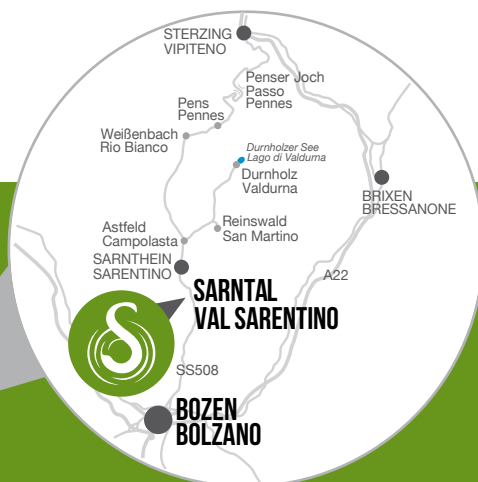 STERZING
VIPITENO
Penser Joch
Passo
Pennes
Pens
Pennes
Weißenbach
Rio Bianco
Durnholzer See
Lago di Valdurna
Durnholz
Valdurna
BRIXEN
BRESSANONE
Reinswald
San Martino
Astfeld
Campolasta
SARNTHEIN
SARENTINO
A22
SARNTAL
VAL SARENTINO
SS508
BOZEN
BOLZANO